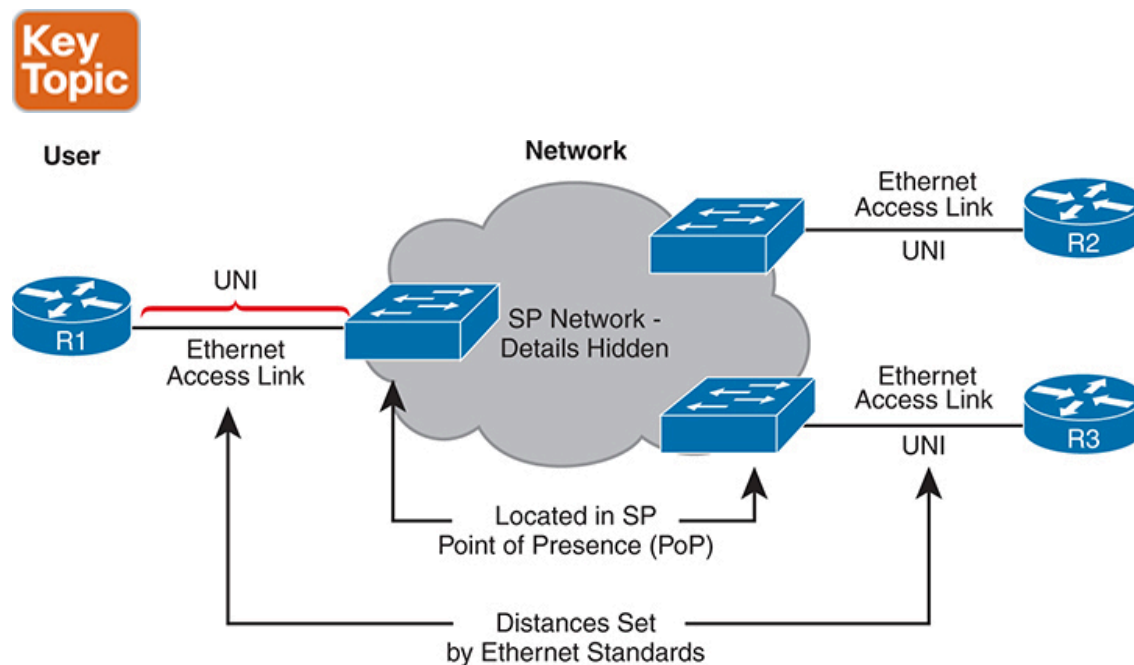 Key
Topic
User
Network
UNI
R1
Ethernet
Access Link
SP Network -
Details Hidden
Ethernet
Access Link
UNI
R2
Ethernet
Access Link
UNI
R3
Located in SP
Point of Presence (PoP)
Distances Set
by Ethernet Standards